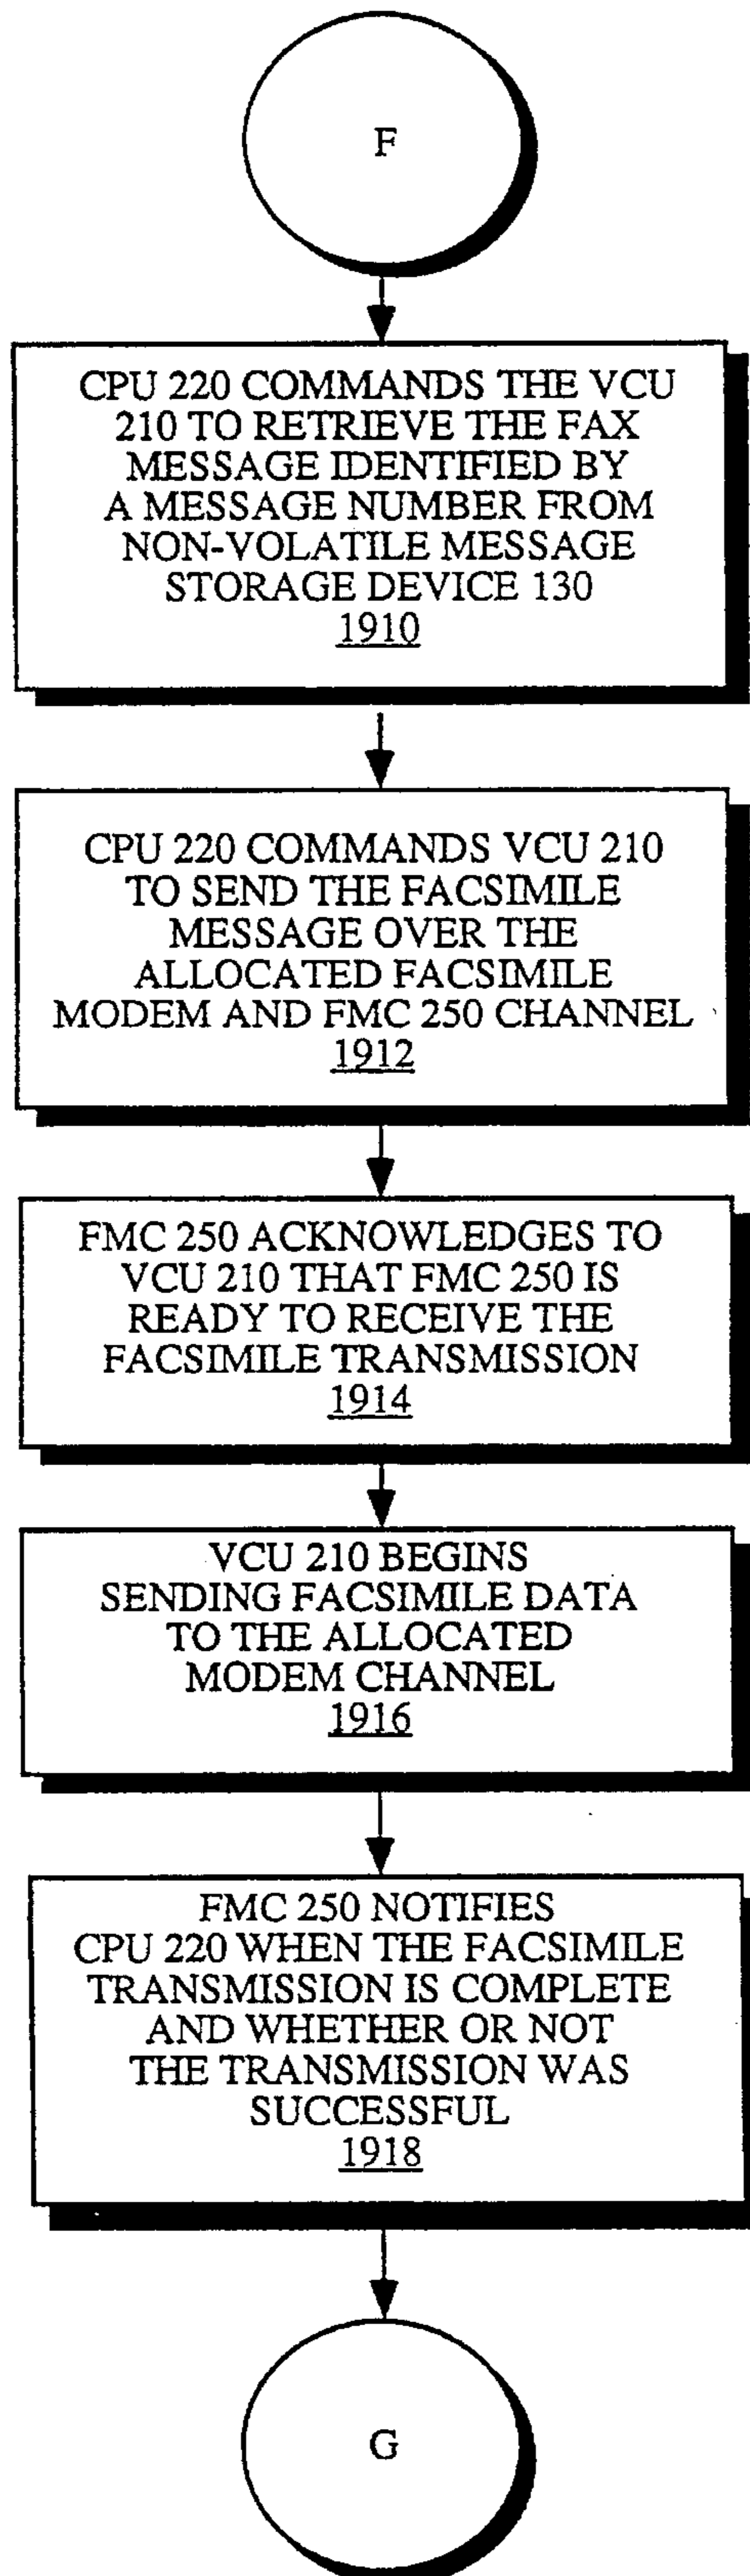 F
CPU 220 COMMANDS THE VCU
210 TO RETRIEVE THE FAX
MESSAGE IDENTIFIED BY
A MESSAGE NUMBER FROM
NON-VOLATILE MESSAGE
STORAGE DEVICE 130
1910
CPU 220 COMMANDS VCU 210
TO SEND THE FACSIMILE
MESSAGE OVER THE
ALLOCATED FACSIMILE
MODEM AND FMC 250 CHANNEL
1912
FMC 250 ACKNOWLEDGES TO
VCU 210 THAT FMC 250 IS
READY TO RECEIVE THE
FACSIMILE TRANSMISSION
1914
VCU 210 BEGINS
SENDING FACSIMILE DATA
TO THE ALLOCATED
MODEM CHANNEL
1916
FMC 250 NOTIFIES
CPU 220 WHEN THE FACSIMILE
TRANSMISSION IS COMPLETE
AND WHETHER OR NOT
THE TRANSMISSION WAS
SUCCESSFUL
1918
G